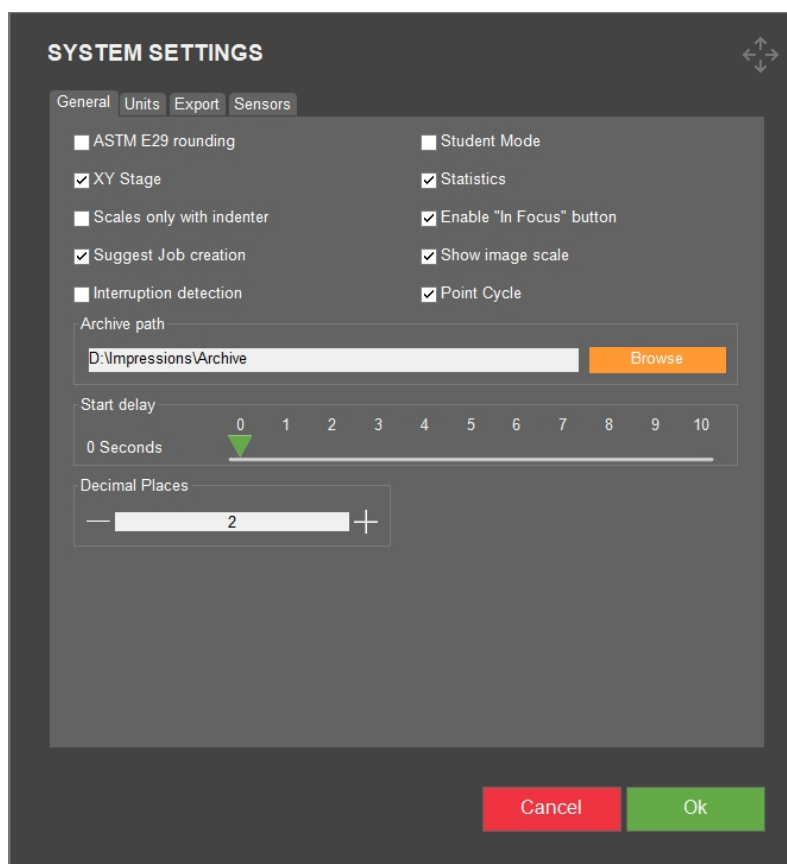 SYSTEM SETTINGS
General Units Export Sensors
ASTM E29 rounding Student Mode
XY Stage Statistics
Scales only with indenter Enable "In Focus" button
Suggest Job creation Show image scale
Interruption detection Point Cycle
Archive path
D:\Impressions\Archive Browse
Start delay
0 1 2 3 4 5 6 7 8 9 10
0 Seconds
Decimal Places
2
Cancel Ok